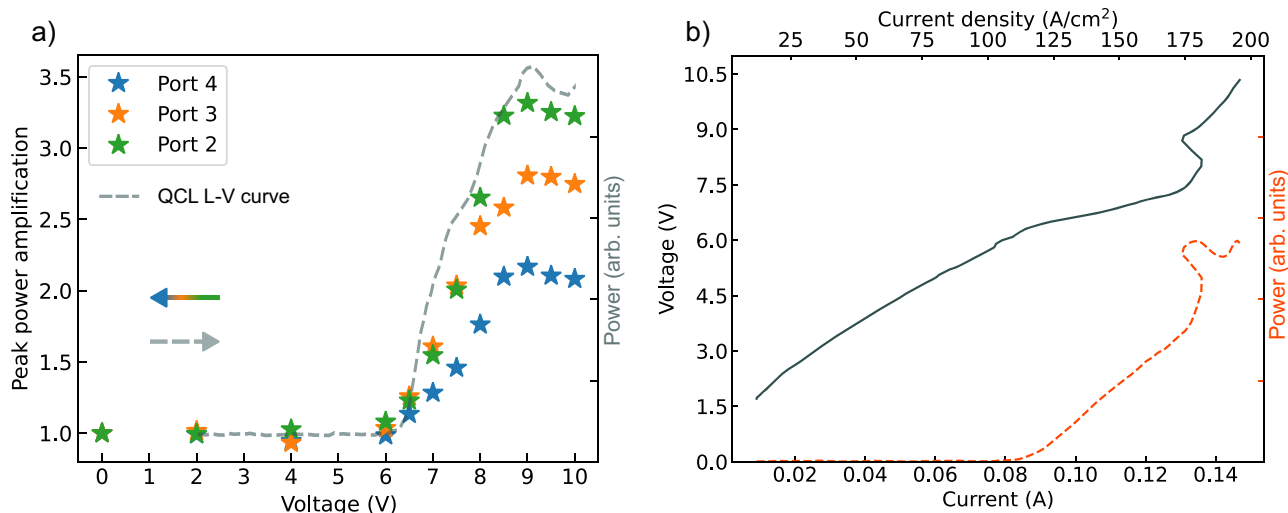 a)
3.5
3.0
2.5
2.0
1.5
1.0
Peak power amplification
Port 4
Port 3
Port 2
QCL L-V curve
0 1 2 3 4 5 6 7 8 9 10
Voltage (V)
Power (arb. units)
b)
Current density (A/cm²)
25 50 75 100 125 150 175 200
10.5
9.0
7.5
6.0
4.5
3.0
1.5
0.0
Voltage (V)
0.02 0.04 0.06 0.08 0.10 0.12 0.14
Current (A)
Power (arb. units)